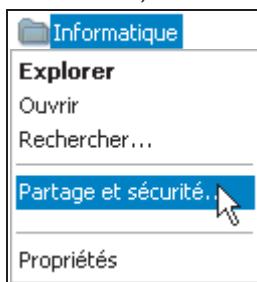 Informatique
Explorer
Ouvrir
Rechercher...
Partage et sécurité...
Propriétés